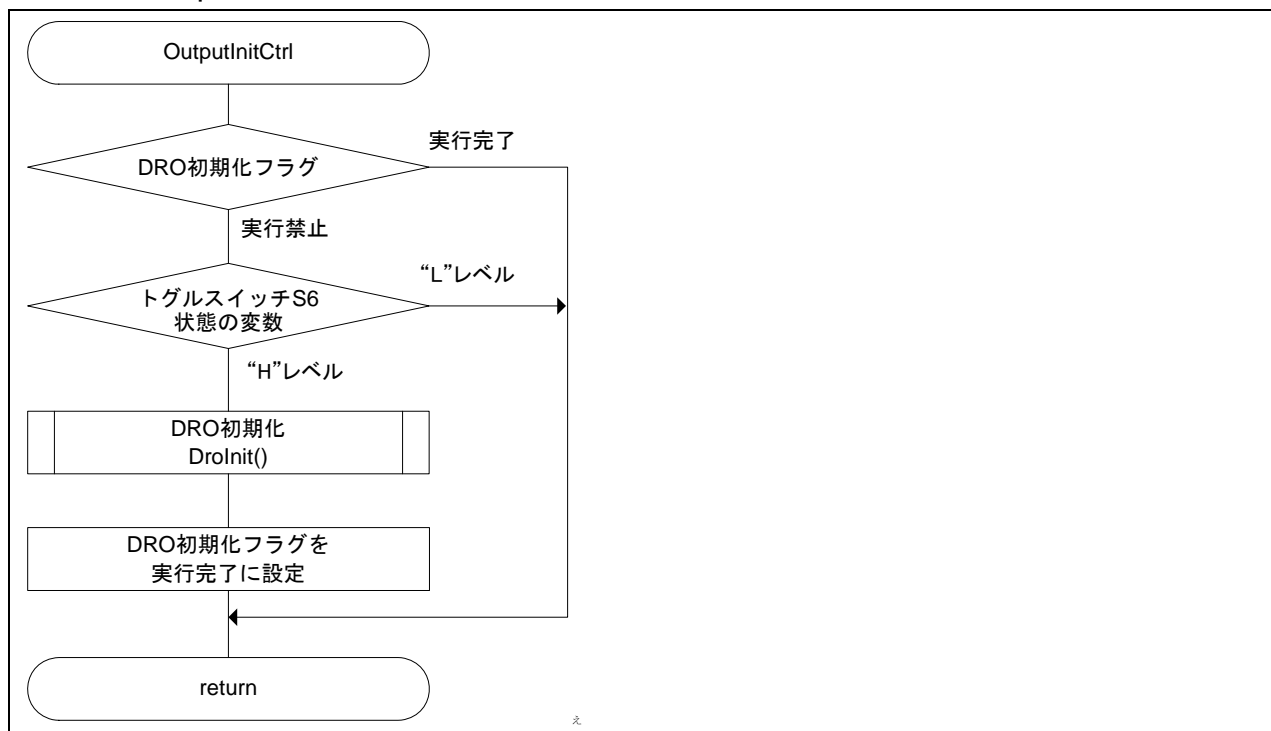 OutputInitCtrl
実行完了
DRO初期化フラグ
実行禁止
“L”レベル
トグルスイッチS6
状態の変数
“H”レベル
DRO初期化
DroInit()
DRO初期化フラグを
実行完了に設定
return
え